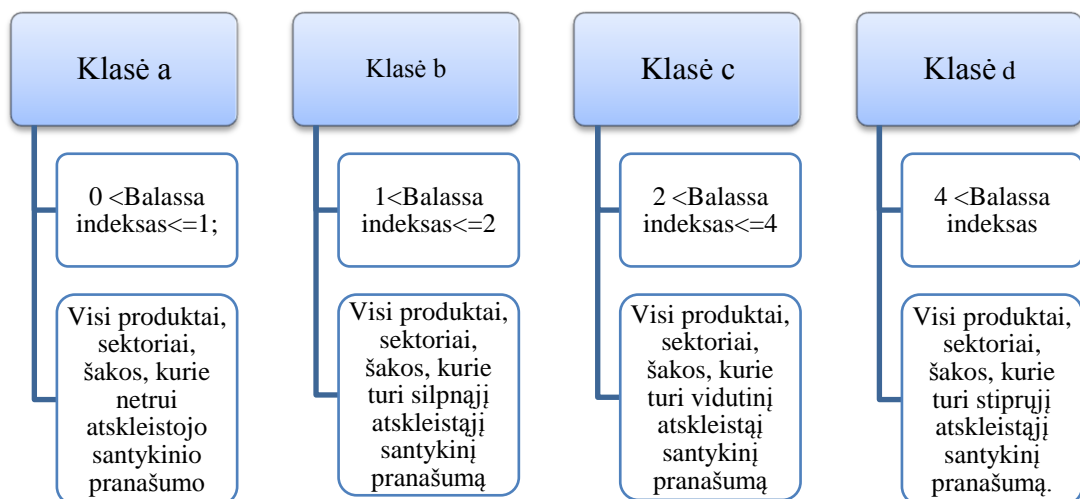 Klasė a
0 <Balassa
indeksas<=1;
Visi produktai,
sektoriai,
šakos, kurie
netrui
atskleistojo
santykinio
pranašumo
Klasė b
1<Balassa
indeksas<=2
Visi produktai,
sektoriai,
šakos, kurie
turi silpnąjį
atskleistąjį
santykinį
pranašumą
Klasė c
2 <Balassa
indeksas<=4
Visi produktai,
sektoriai,
šakos, kurie
turi vidutinį
atskleistąįį
santykinį
pranašumą
Klasė d
4 <Balassa
indeksas
Visi produktai,
sektoriai,
šakos, kurie
turi stiprųjį
atskleistąjį
santykinį
pranašumą.